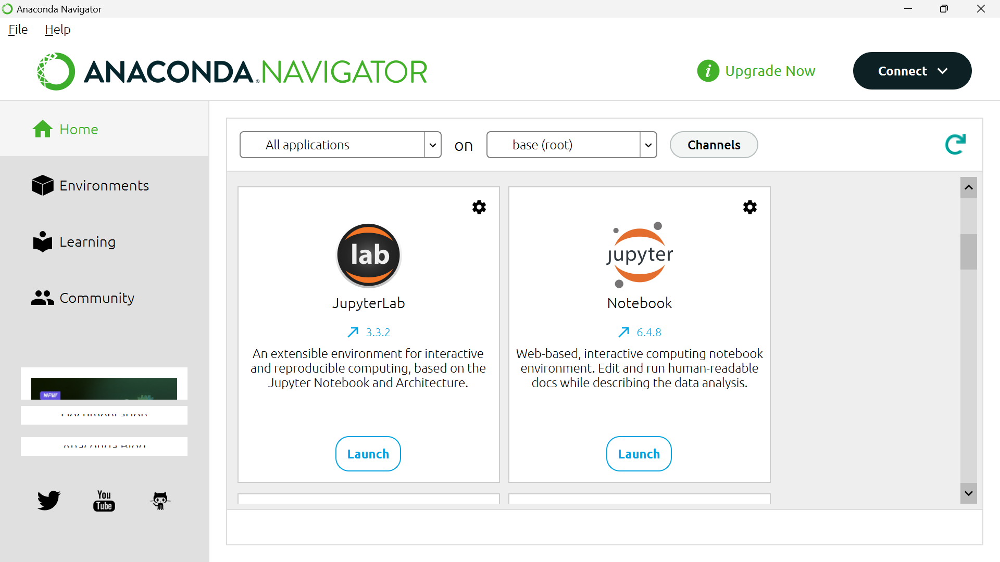 Anaconda Navigator
File Help
ANACONDA.NAVIGATOR
Upgrade Now
Connect
Home
Environments
Learning
Community
NEW
Documentation
Anaconda Blog
You
Tube
All applications
on
base (root)
Channels
lab
JupyterLab
3.3.2
An extensible environment for interactive
and reproducible computing, based on the
Jupyter Notebook and Architecture.
Launch
jupyter
Notebook
6.4.8
Web-based, interactive computing notebook
environment. Edit and run human-readable
docs while describing the data analysis.
Launch